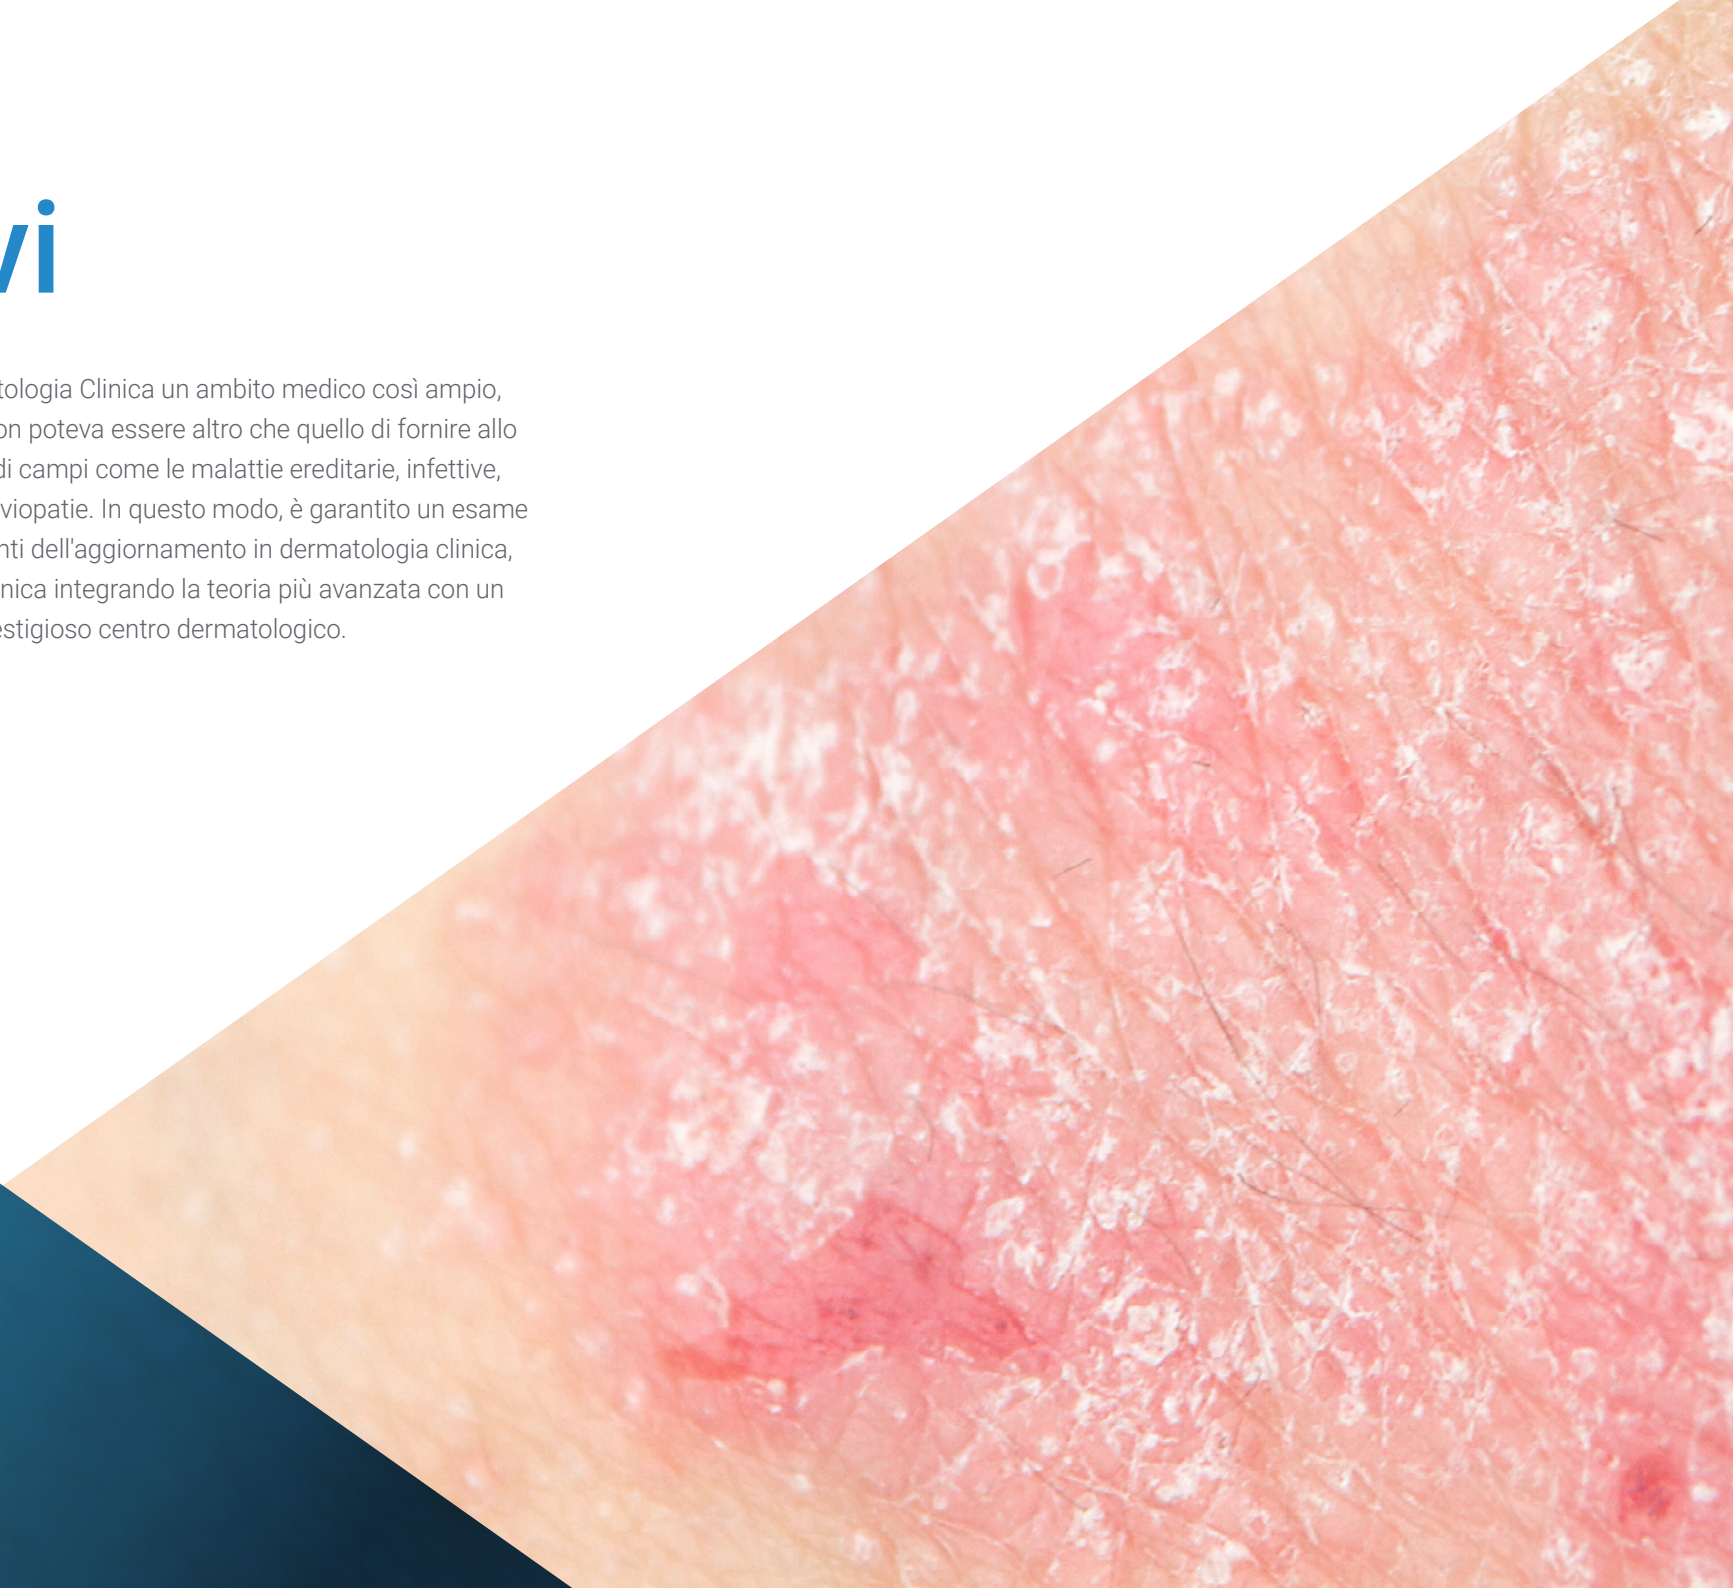 vi
tologia Clinica un ambito medico così ampio,
on poteva essere altro che quello di fornire allo
di campi come le malattie ereditarie, infettive,
viopatie. In questo modo, è garantito un esame
nti dell'aggiornamento in dermatologia clinica,
nica integrando la teoria più avanzata con un
estigioso centro dermatologico.